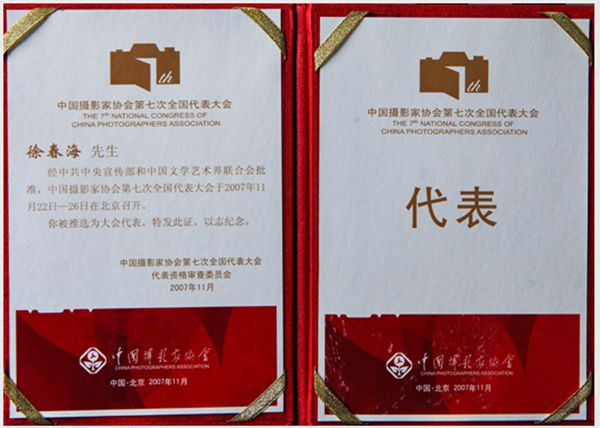 7th
中国摄影家协会第七次全国代表大会
THE 7th NATIONAL CONGRESS OF
CHINA PHOTOGRAPHERS ASSOCIATION
徐春海 先生
经中共中央宣传部和中国文学艺术界联合会批
准，中国摄影家协会第七次全国代表大会于2007年11
月22日—26日在北京召开。
你被推选为大会代表，特发此证，以志纪念。
中国摄影家协会第七次全国代表大会
代表资格审查委员会
2007年11月
中国摄影家协会
CHINA PHOTOGRAPHERS ASSOCIATION
中国·北京 2007年11月
7th
中国摄影家协会第七次全国代表大会
THE 7th NATIONAL CONGRESS OF
CHINA PHOTOGRAPHERS ASSOCIATION
代表
中国摄影家协会
CHINA PHOTOGRAPHERS ASSOCIATION
中国·北京 2007年11月